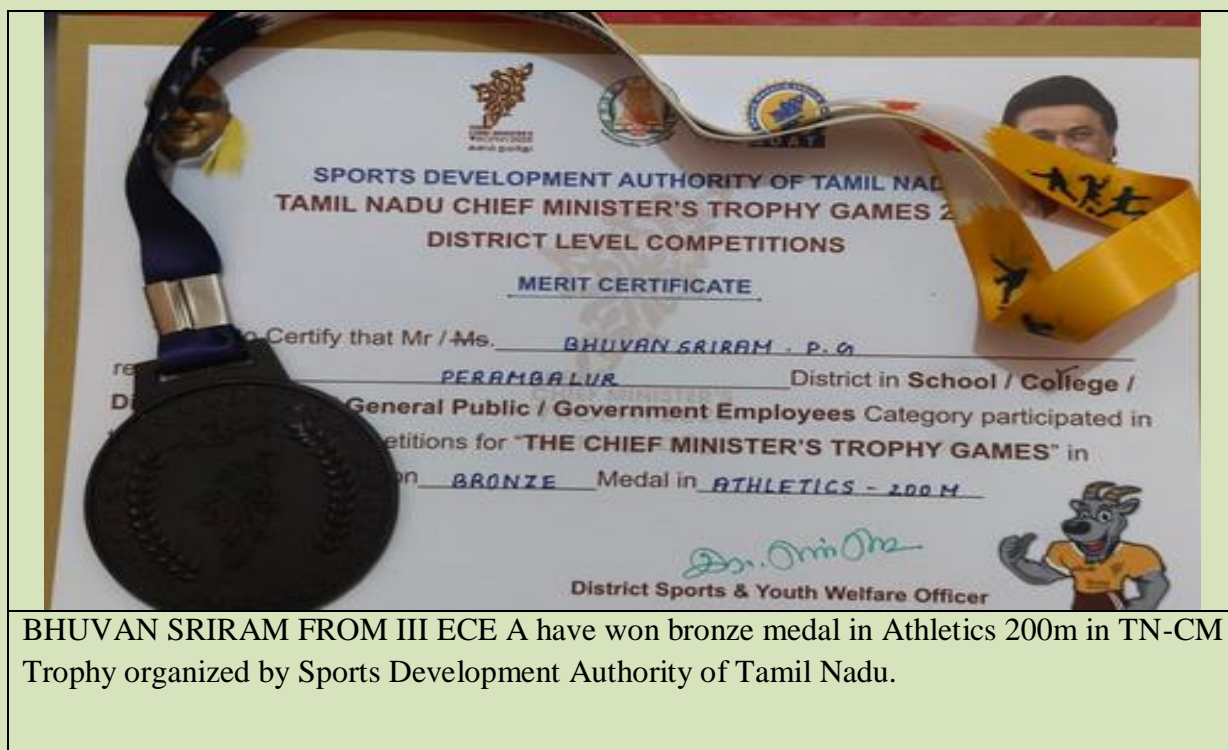 SPORTS DEVELOPMENT AUTHORITY OF TAMIL NAD
TAMIL NADU CHIEF MINISTER'S TROPHY GAMES 2
DISTRICT LEVEL COMPETITIONS
MERIT CERTIFICATE
o Certify that Mr / Ms. BHUVAN SRIRAM . P. G
re PERAMBALUR District in School / College /
Di General Public / Government Employees Category participated in
etitions for "THE CHIEF MINISTER'S TROPHY GAMES" in
on BRONZE Medal in ATHLETICS - 200 M
District Sports & Youth Welfare Officer
BHUVAN SRIRAM FROM III ECE A have won bronze medal in Athletics 200m in TN-CM
Trophy organized by Sports Development Authority of Tamil Nadu.